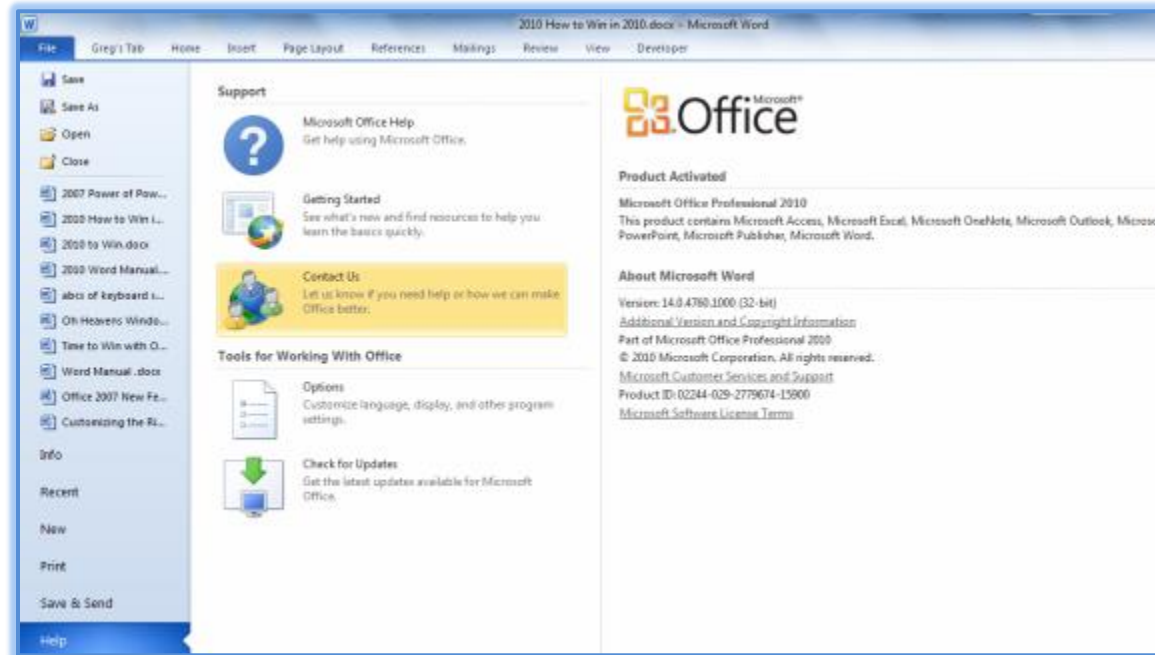 W
2010 How to Win in 2010.docx - Microsoft Word
File Greg's Tab Home Insert Page Layout References Mailings Review View Developer
Save
Save As
Open
Close
2007 Power of Pow...
2010 How to Win i...
2010 to Win.docx
2010 Word Manual...
abcs of keyboard s...
Oh Heavens Windo...
Time to Win with O...
Word Manual .docx
Office 2007 New Fe...
Customizing the Ri...
Info
Recent
New
Print
Save & Send
Help
Support
Microsoft Office Help
Get help using Microsoft Office.
Getting Started
See what's new and find resources to help you
learn the basics quickly.
Contact Us
Let us know if you need help or how we can make
Office better.
Tools for Working With Office
Options
Customize language, display, and other program
settings.
Check for Updates
Get the latest updates available for Microsoft
Office.
Microsoft®
Office
Product Activated
Microsoft Office Professional 2010
This product contains Microsoft Access, Microsoft Excel, Microsoft OneNote, Microsoft Outlook, Microso
PowerPoint, Microsoft Publisher, Microsoft Word.
About Microsoft Word
Version: 14.0.4760.1000 (32-bit)
Additional Version and Copyright Information
Part of Microsoft Office Professional 2010
© 2010 Microsoft Corporation. All rights reserved.
Microsoft Customer Services and Support
Product ID: 02244-029-2779674-15900
Microsoft Software License Terms